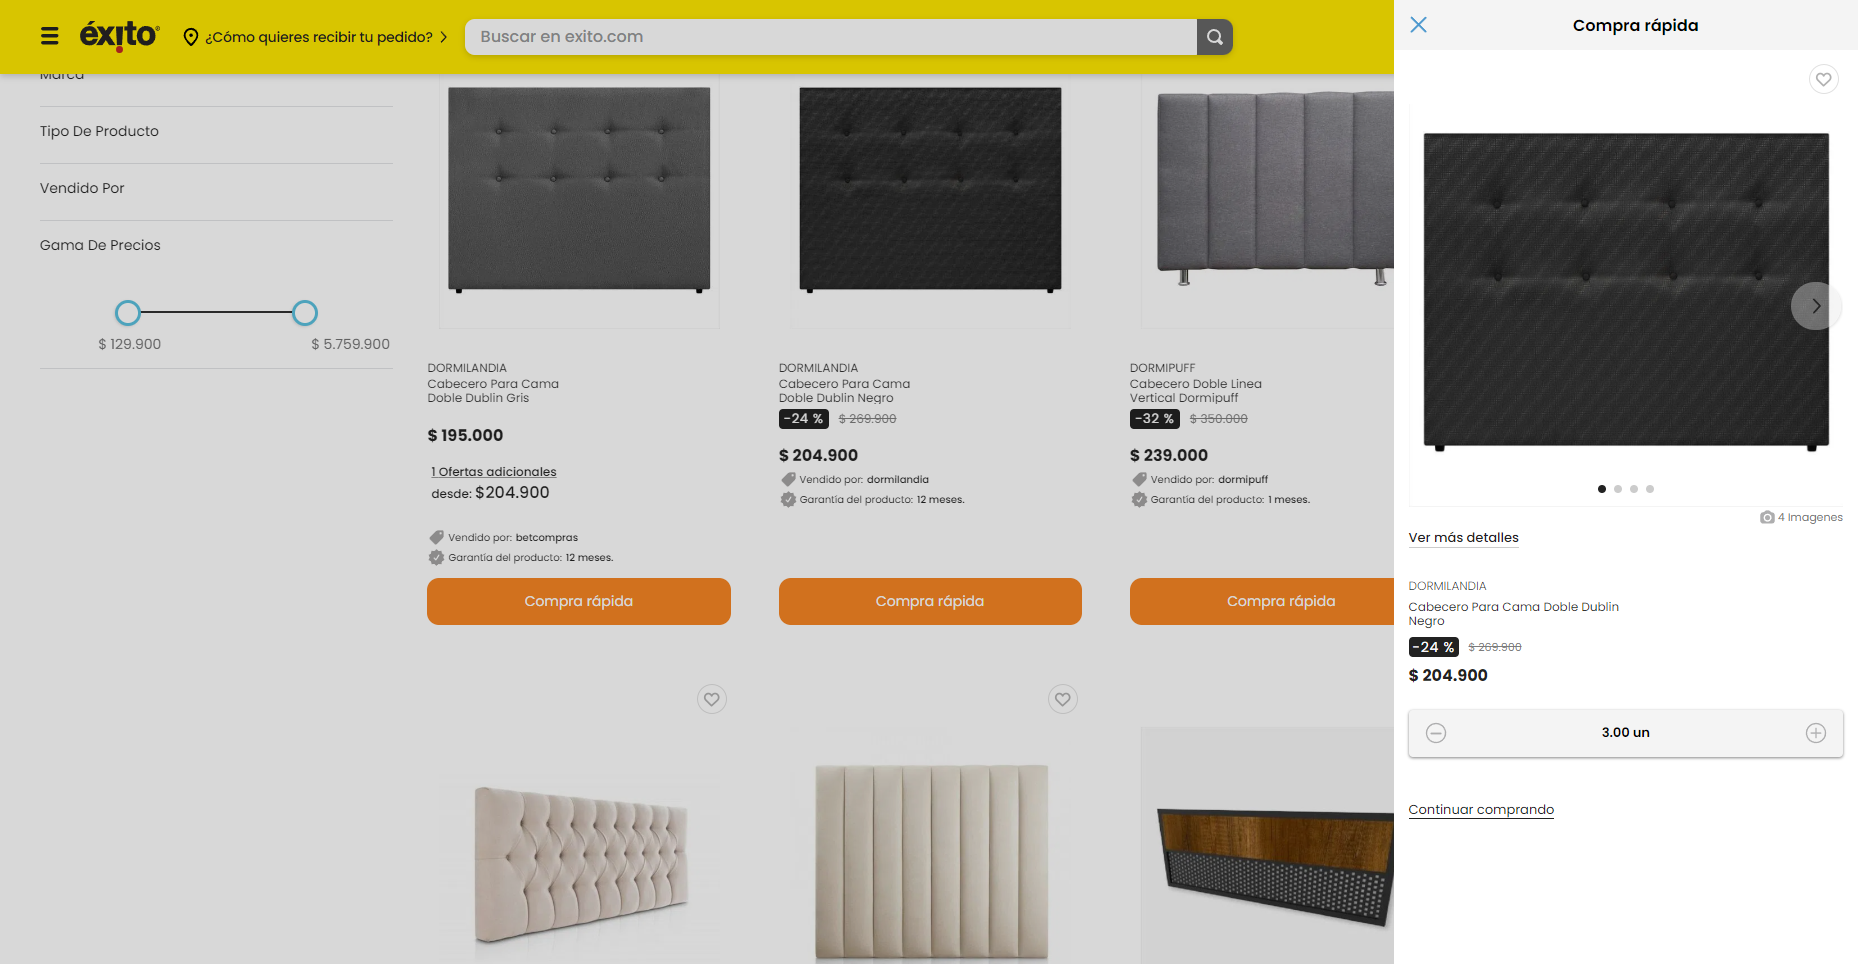 éxito
¿Cómo quieres recibir tu pedido?
Buscar en exito.com
Marca
Tipo De Producto
Vendido Por
Gama De Precios
$ 129.900
$ 5.759.900
DORMILANDIA
Cabecero Para Cama
Doble Dublin Gris
$ 195.000
1 Ofertas adicionales
desde: $204.900
Vendido por: betcompras
Garantía del producto: 12 meses.
Compra rápida
DORMILANDIA
Cabecero Para Cama
Doble Dublin Negro
-24 % $ 269.900
$ 204.900
Vendido por: dormilandia
Garantía del producto: 12 meses.
Compra rápida
DORMIPUFF
Cabecero Doble Linea
Vertical Dormipuff
-32 % $ 350.000
$ 239.000
Vendido por: dormipuff
Garantía del producto: 1 meses.
Compra rápida
Compra rápida
4 Imagenes
Ver más detalles
DORMILANDIA
Cabecero Para Cama Doble Dublin
Negro
-24 % $ 269.900
$ 204.900
3.00 un
Continuar comprando